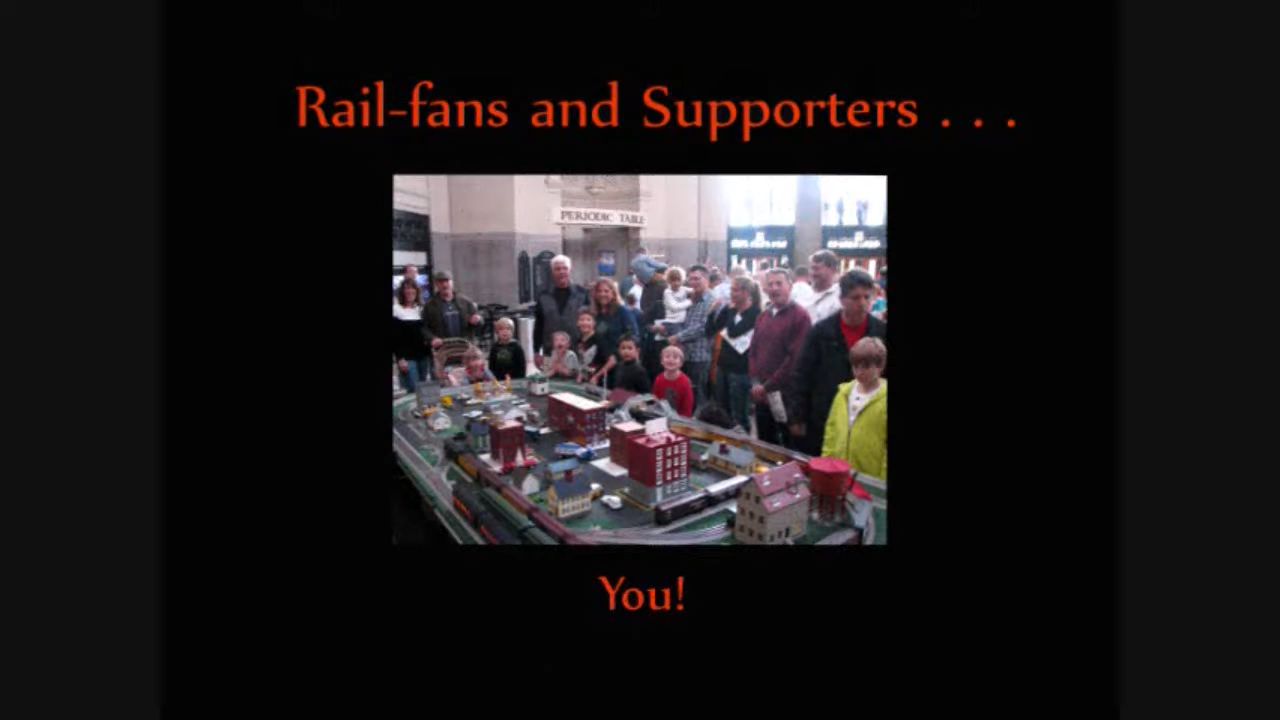 Rail-fans and Supporters . . .
PERIODIC TABLE
You!